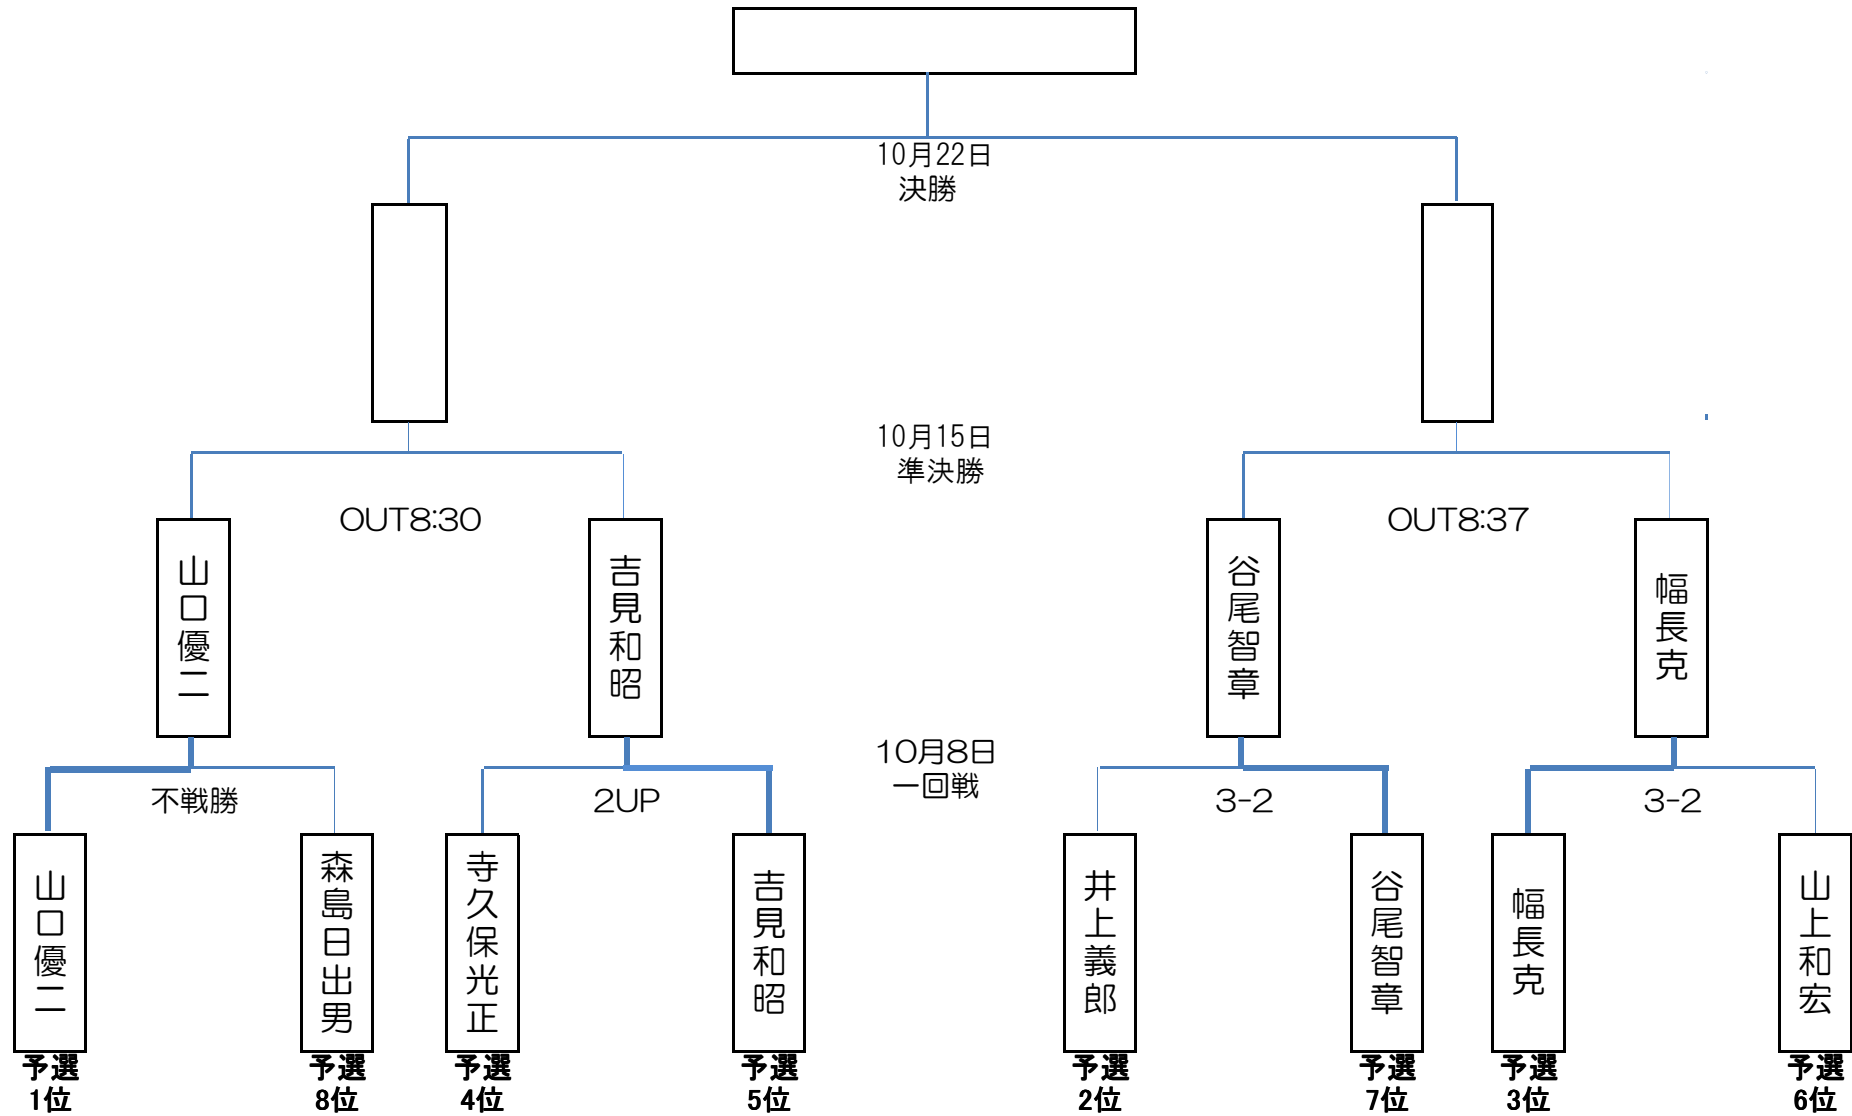 10月22日
決勝
10月15日
準決勝
OUT8:30
OUT8:37
山口優二
吉見和昭
谷尾智章
幅長克
10月8日
一回戦
不戦勝
2UP
3-2
3-2
山口優二
森島日出男
寺久保光正
吉見和昭
井上義郎
谷尾智章
幅長克
山上和宏
予選
1位
予選
8位
予選
4位
予選
5位
予選
2位
予選
7位
予選
3位
予選
6位